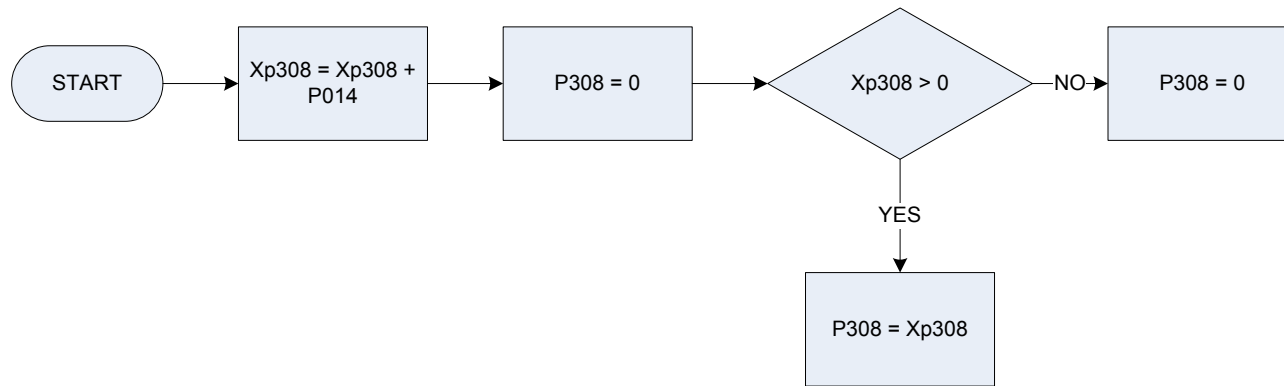 START
Xp308 = Xp308 +
P014
P308 = 0
Xp308 > 0
NO
P308 = 0
YES
P308 = Xp308